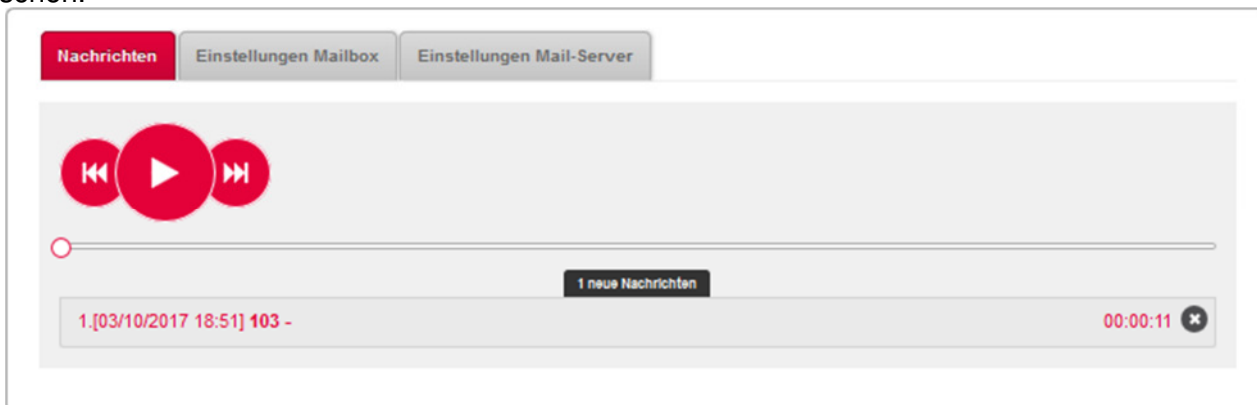 Nachrichten Einstellungen Mailbox Einstellungen Mail-Server
1 neue Nachrichten
1.[03/10/2017 18:51] 103 - 00:00:11